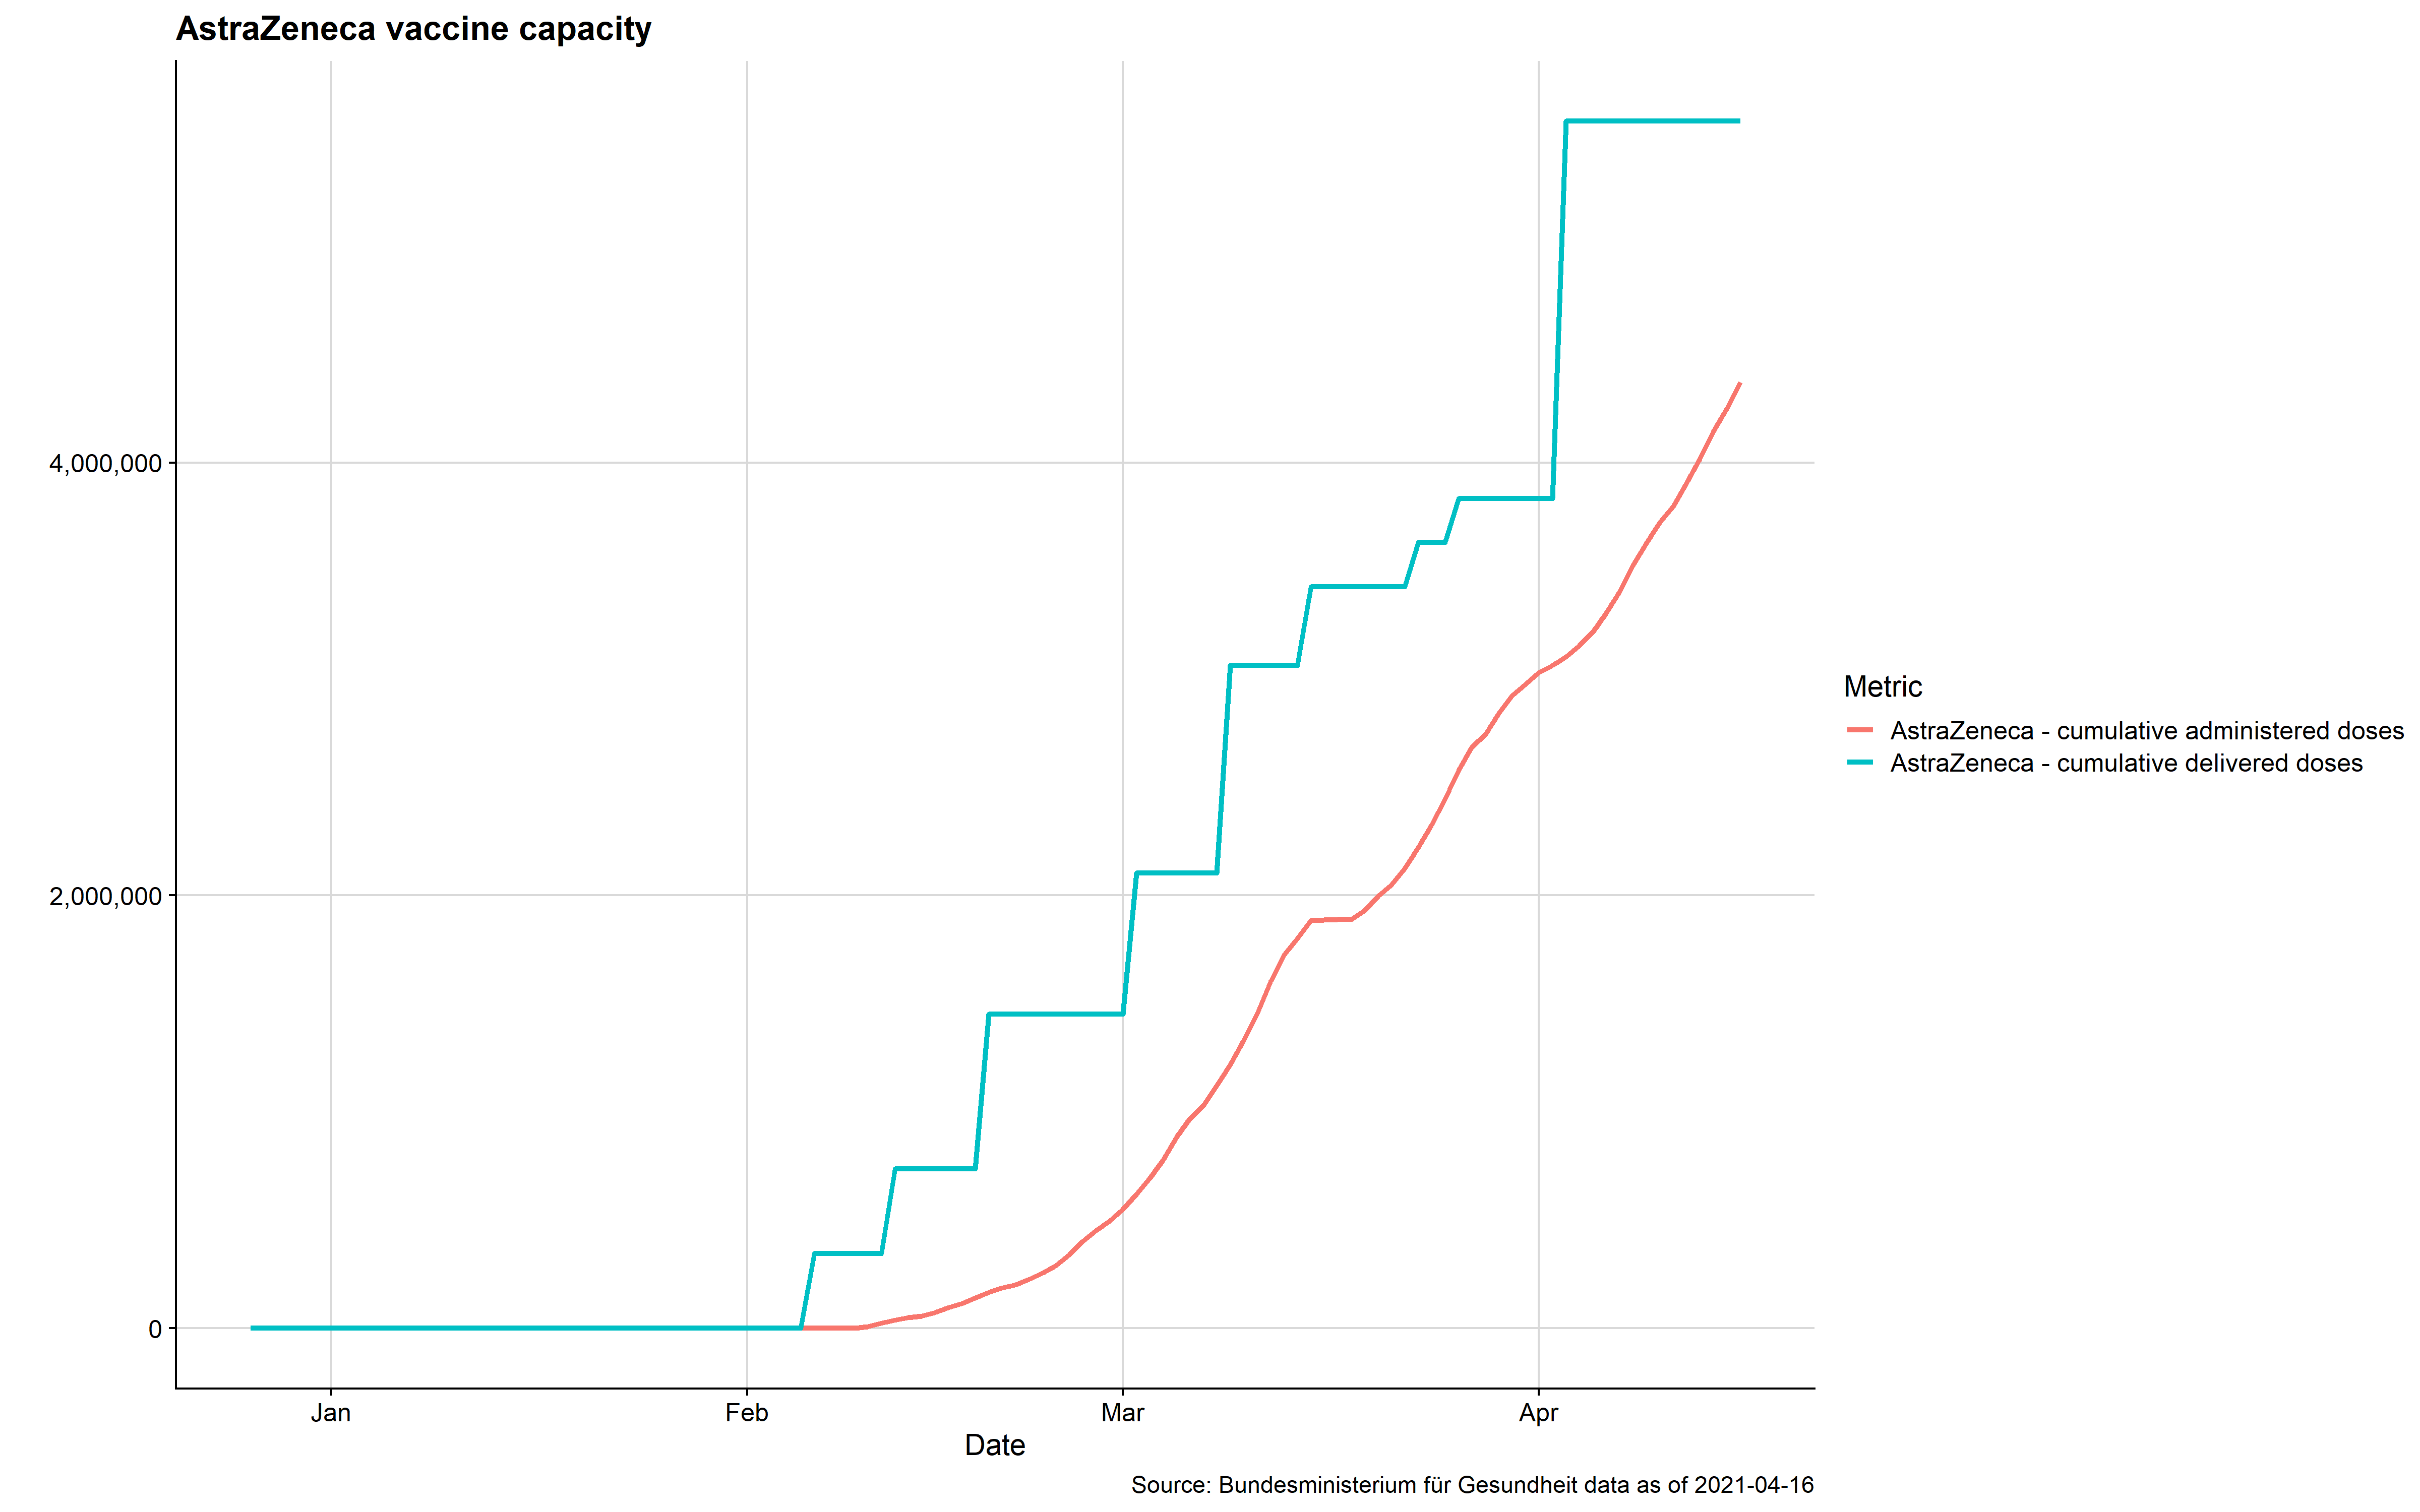 AstraZeneca vaccine capacity
4,000,000
2,000,000
0
Jan
Feb
Mar
Apr
Date
Metric
AstraZeneca - cumulative administered doses
AstraZeneca - cumulative delivered doses
Source: Bundesministerium für Gesundheit data as of 2021-04-16